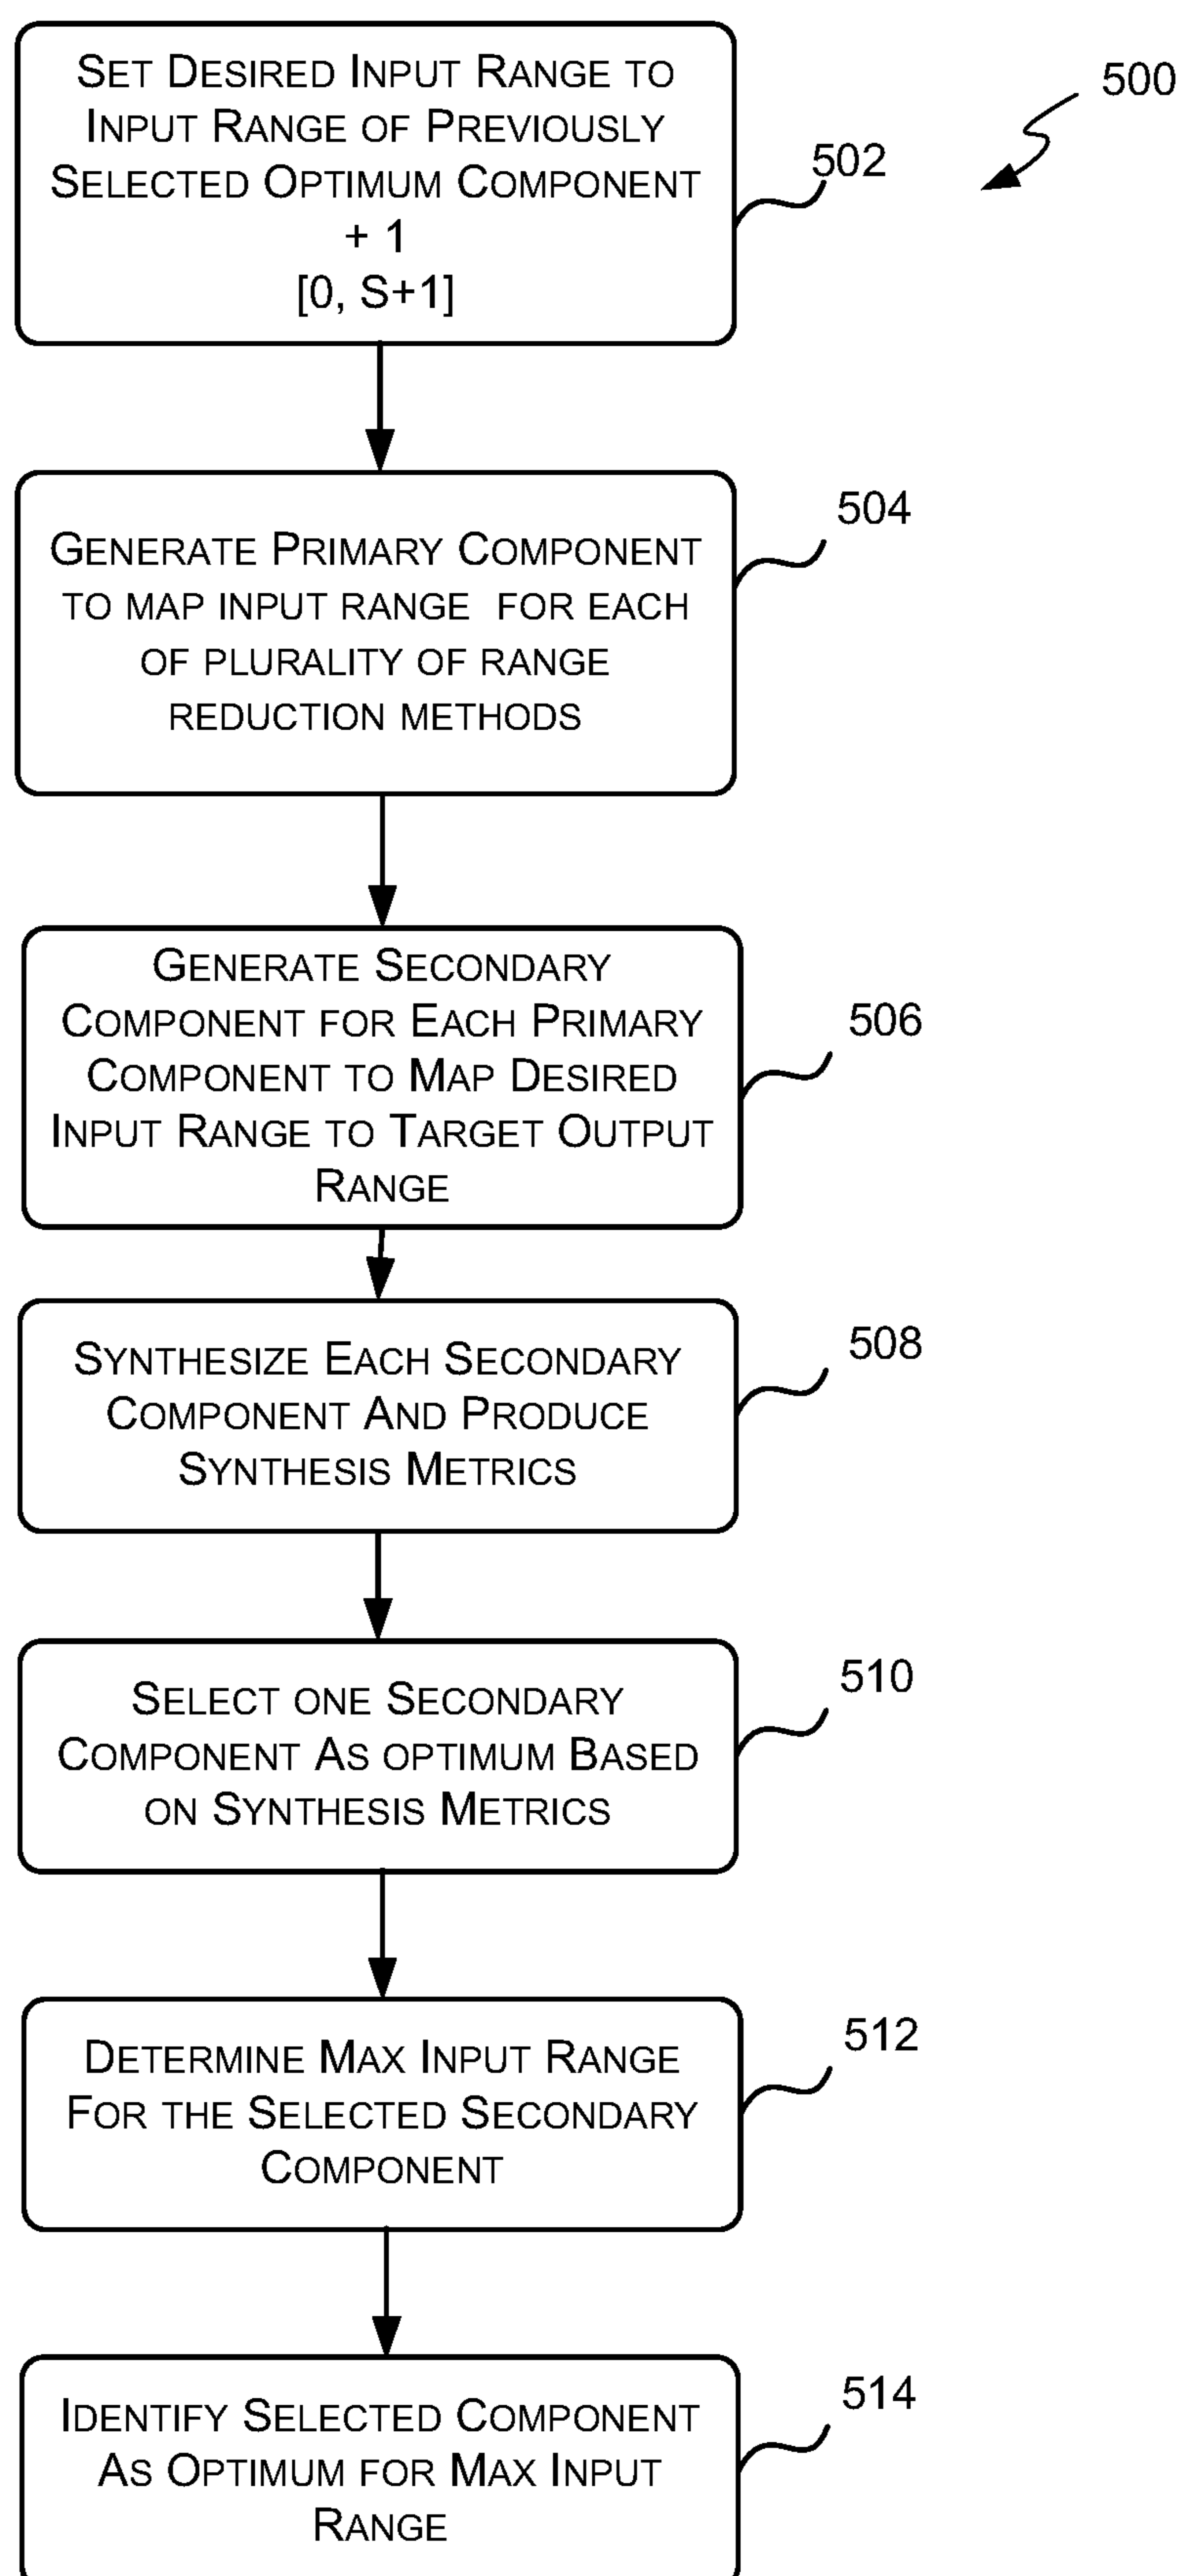 SET DESIRED INPUT RANGE TO
INPUT RANGE OF PREVIOUSLY
SELECTED OPTIMUM COMPONENT
+ 1
[0, S+1]
502
500
GENERATE PRIMARY COMPONENT
TO MAP INPUT RANGE FOR EACH
OF PLURALITY OF RANGE
REDUCTION METHODS
504
GENERATE SECONDARY
COMPONENT FOR EACH PRIMARY
COMPONENT TO MAP DESIRED
INPUT RANGE TO TARGET OUTPUT
RANGE
506
SYNTHESIZE EACH SECONDARY
COMPONENT AND PRODUCE
SYNTHESIS METRICS
508
SELECT ONE SECONDARY
COMPONENT AS OPTIMUM BASED
ON SYNTHESIS METRICS
510
DETERMINE MAX INPUT RANGE
FOR THE SELECTED SECONDARY
COMPONENT
512
IDENTIFY SELECTED COMPONENT
AS OPTIMUM FOR MAX INPUT
RANGE
514